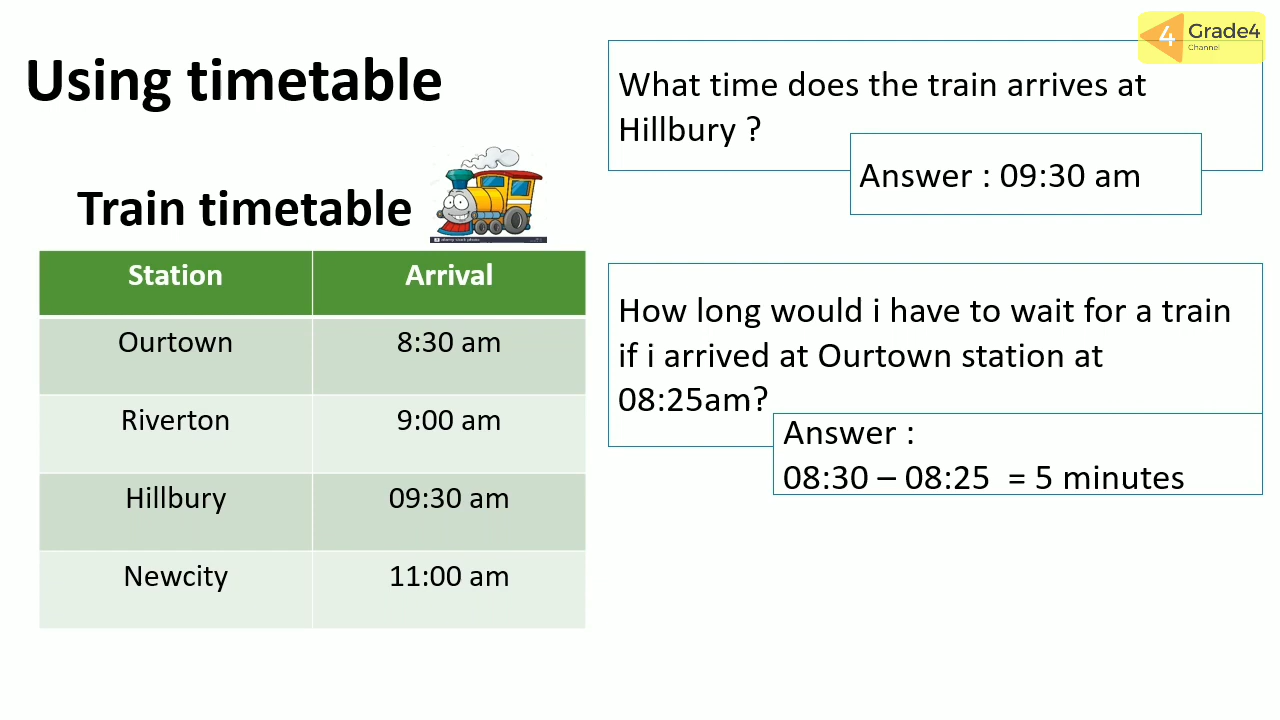 Using timetable
Train timetable
Station Arrival
Ourtown 8:30 am
Riverton 9:00 am
Hillbury 09:30 am
Newcity 11:00 am
4 Grade4
Channel
What time does the train arrives at
Hillbury ?
Answer : 09:30 am
How long would i have to wait for a train
if i arrived at Ourtown station at
08:25am?
Answer :
08:30 – 08:25 = 5 minutes